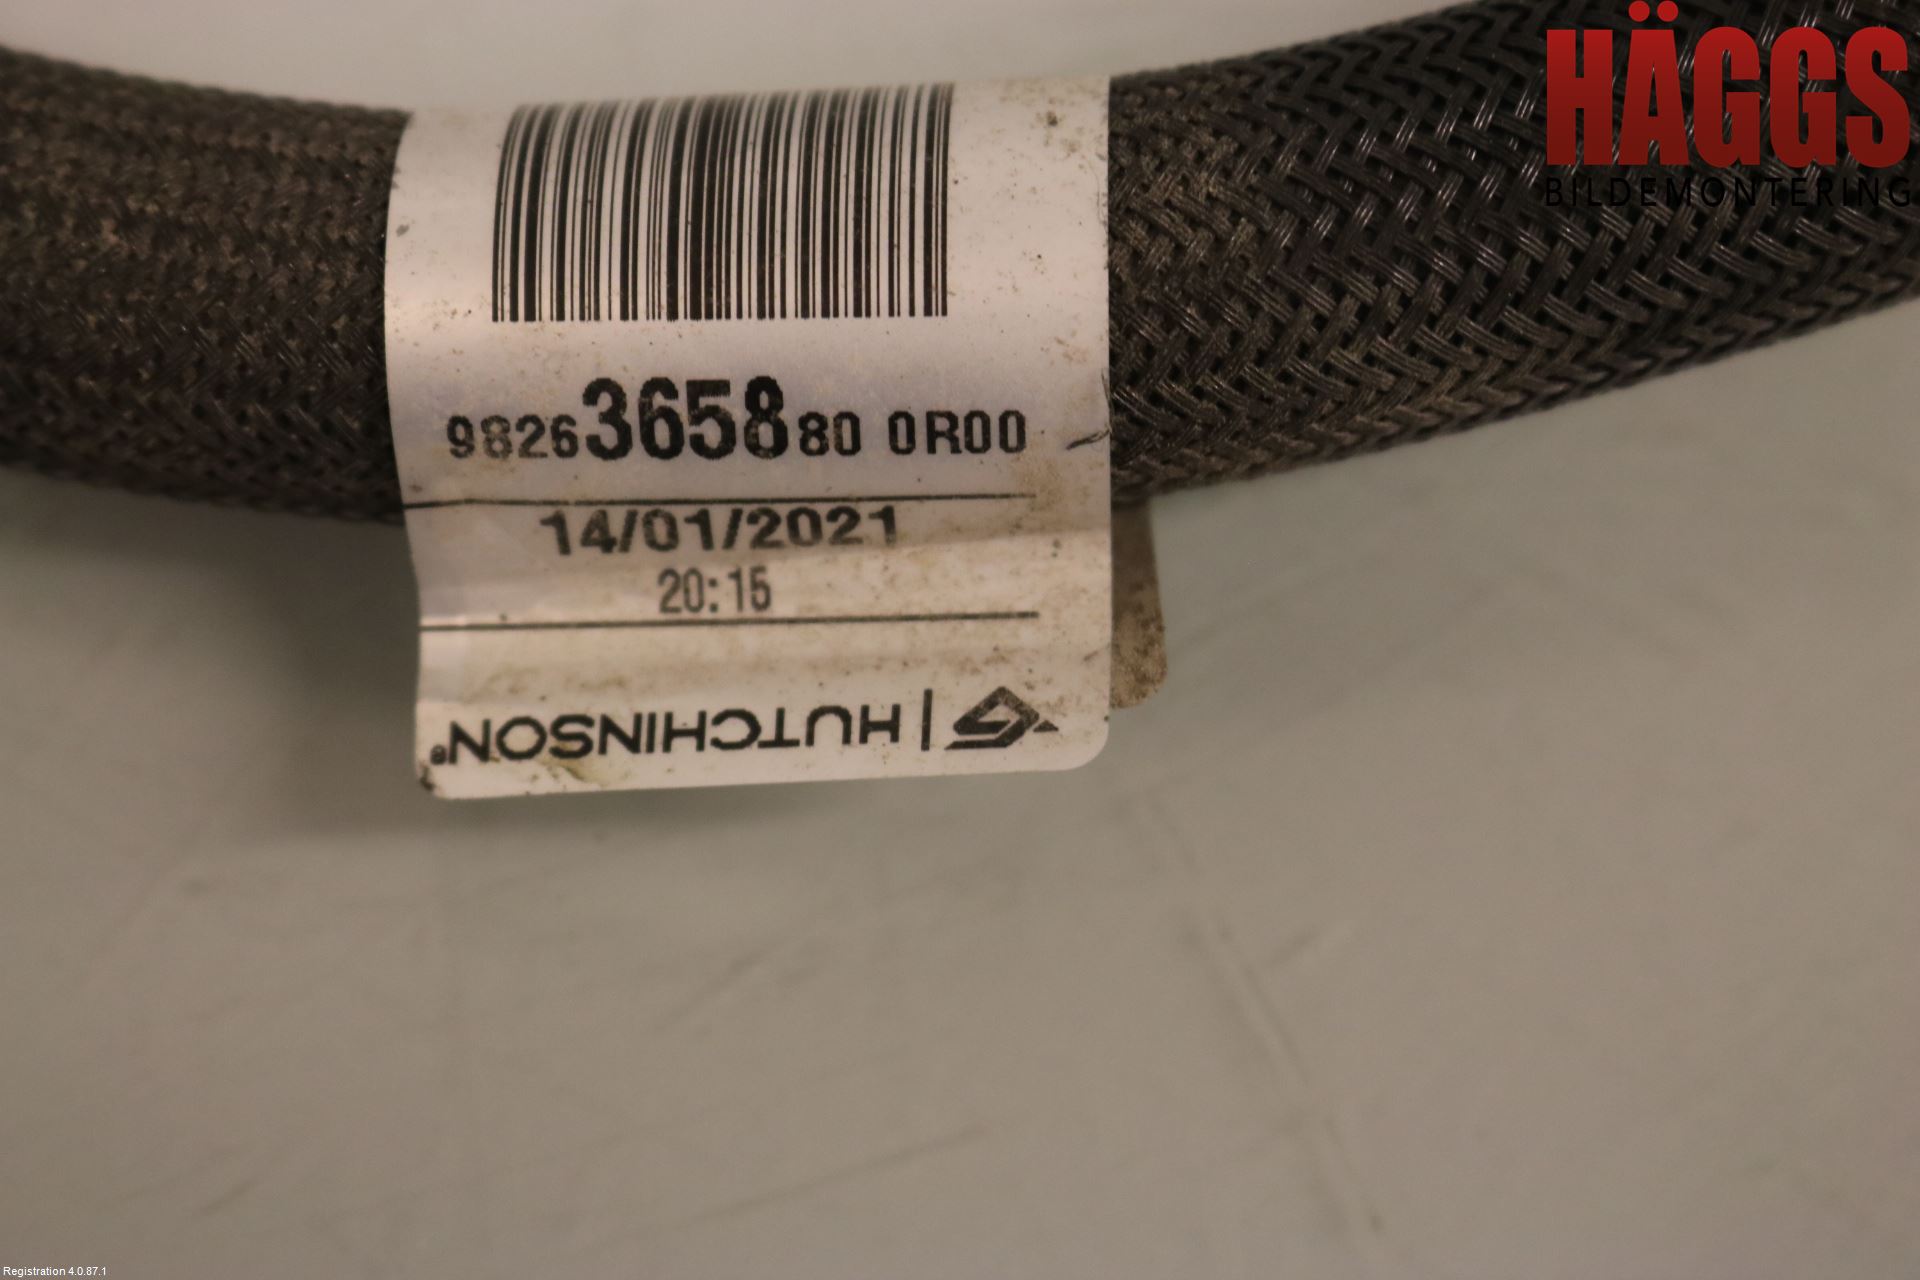 HÄGGS
BILDEMONTERING
9826365880 0R00
14/01/2021
20:15
HUTCHINSON®
Registration 4.0.87.1